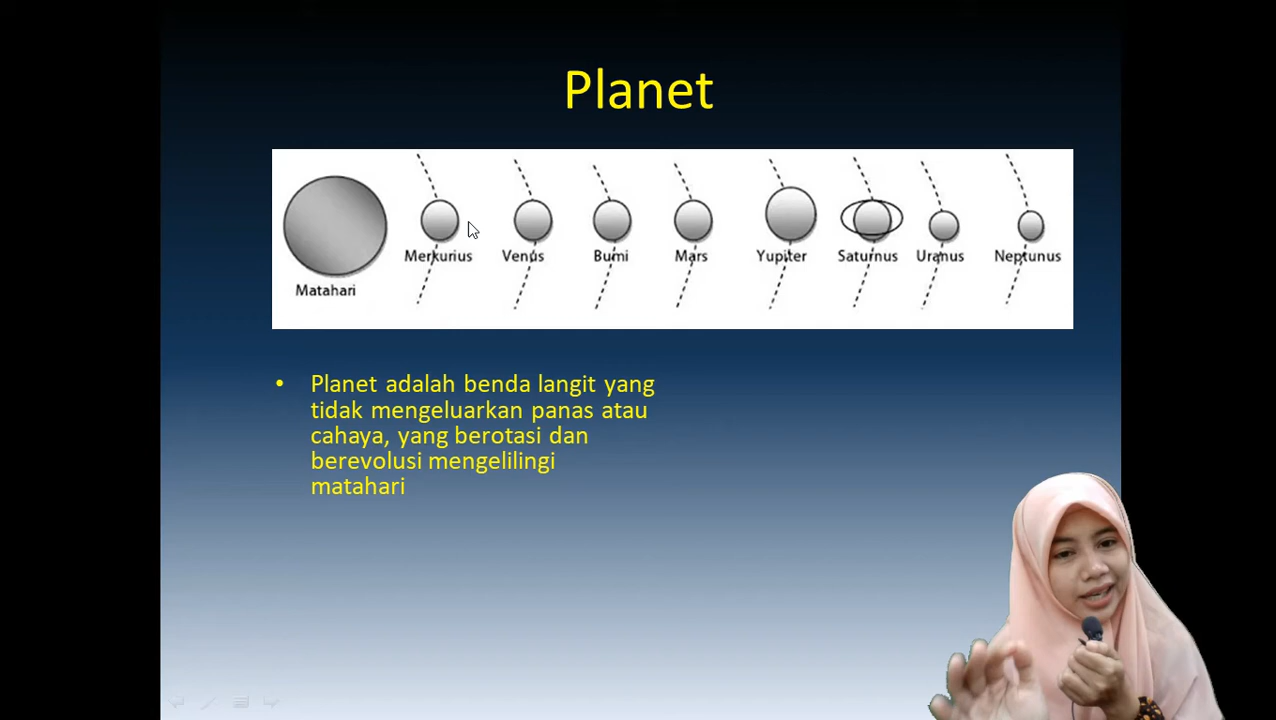 Planet
Merkurius Venus Bumi Mars Yupiter Saturnus Uranus Neptunus
Matahari
• Planet adalah benda langit yang
tidak mengeluarkan panas atau
cahaya, yang berotasi dan
berevolusi mengelilingi
matahari